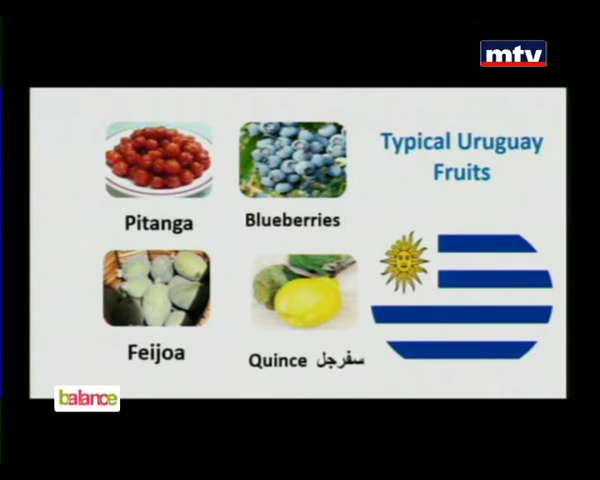 mtv
Typical Uruguay
Fruits
Pitanga
Blueberries
Feijoa
Quince سفرجل
balance